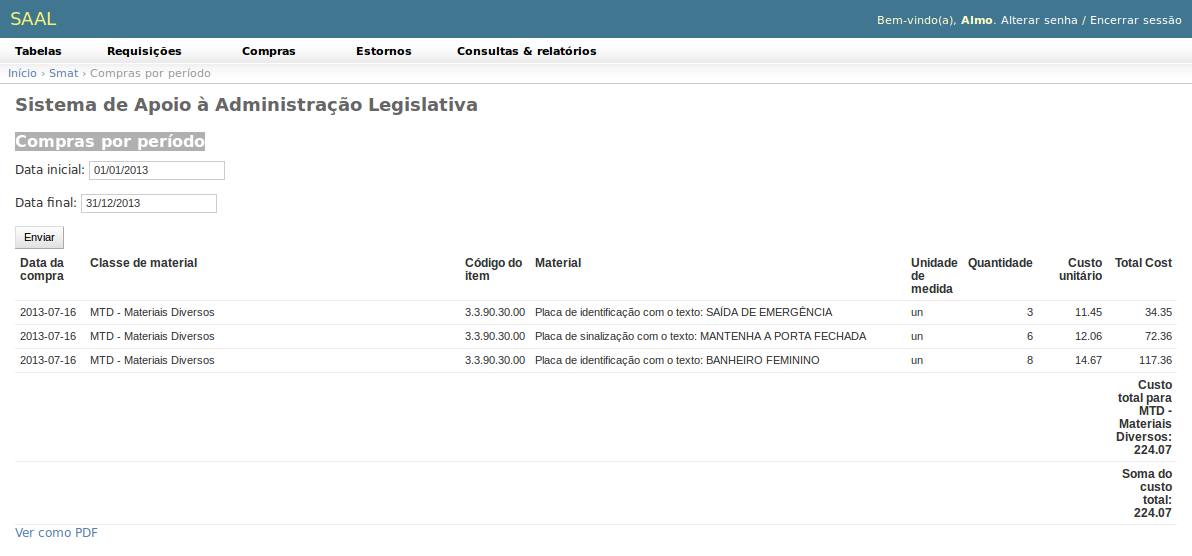 SAAL
Bem-vindo(a), Almo. Alterar senha / Encerrar sessão
Tabelas Requisições Compras Estornos Consultas & relatórios
Início › Smat › Compras por período
Sistema de Apoio à Administração Legislativa
Compras por período
Data inicial: 01/01/2013
Data final: 31/12/2013
Enviar
Data da compra Classe de material Código do item Material Unidade de medida Quantidade Custo unitário Total Cost
2013-07-16 MTD - Materiais Diversos 3.3.90.30.00 Placa de identificação com o texto: SAÍDA DE EMERGÊNCIA un 3 11.45 34.35
2013-07-16 MTD - Materiais Diversos 3.3.90.30.00 Placa de sinalização com o texto: MANTENHA A PORTA FECHADA un 6 12.06 72.36
2013-07-16 MTD - Materiais Diversos 3.3.90.30.00 Placa de identificação com o texto: BANHEIRO FEMININO un 8 14.67 117.36
Custo
total para
MTD -
Materiais
Diversos:
224.07
Soma do
custo
total:
224.07
Ver como PDF